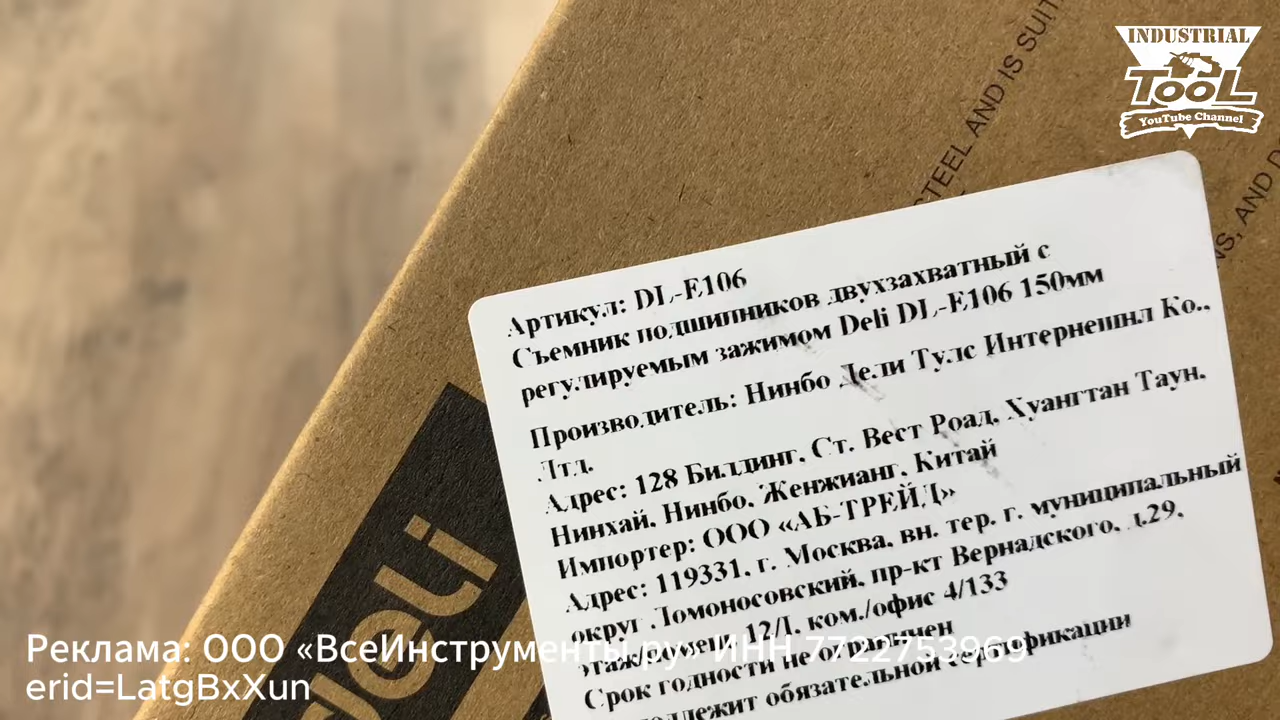 INDUSTRIAL
TOOL
YouTube Channel
STEEL AND IS SUIT
NS, AND D
Артикул: DL-E106
Съемник подшипников двухзахватный с
регулируемым зажимом Deli DL-E106 150мм
Производитель: Нинбо Дели Тулс Интернешнл Ко.,
Лтд.
Адрес: 128 Билдинг, Ст. Вест Роад, Хуангтан Таун,
Нинхай, Нинбо, Женжианг, Китай
Импортер: ООО «АБ-ТРЕЙД»
Адрес: 119331, г. Москва, вн. тер. г. муниципальный
округ Ломоносовский, пр-кт Вернадского, д.29,
12/I, ком./офис 4/133
Срок годности не ограничен
обязательной сертификации
deli
Реклама: ООО «ВсеИнструменты.ру» ИНН 7722753969
erid=LatgBxXun